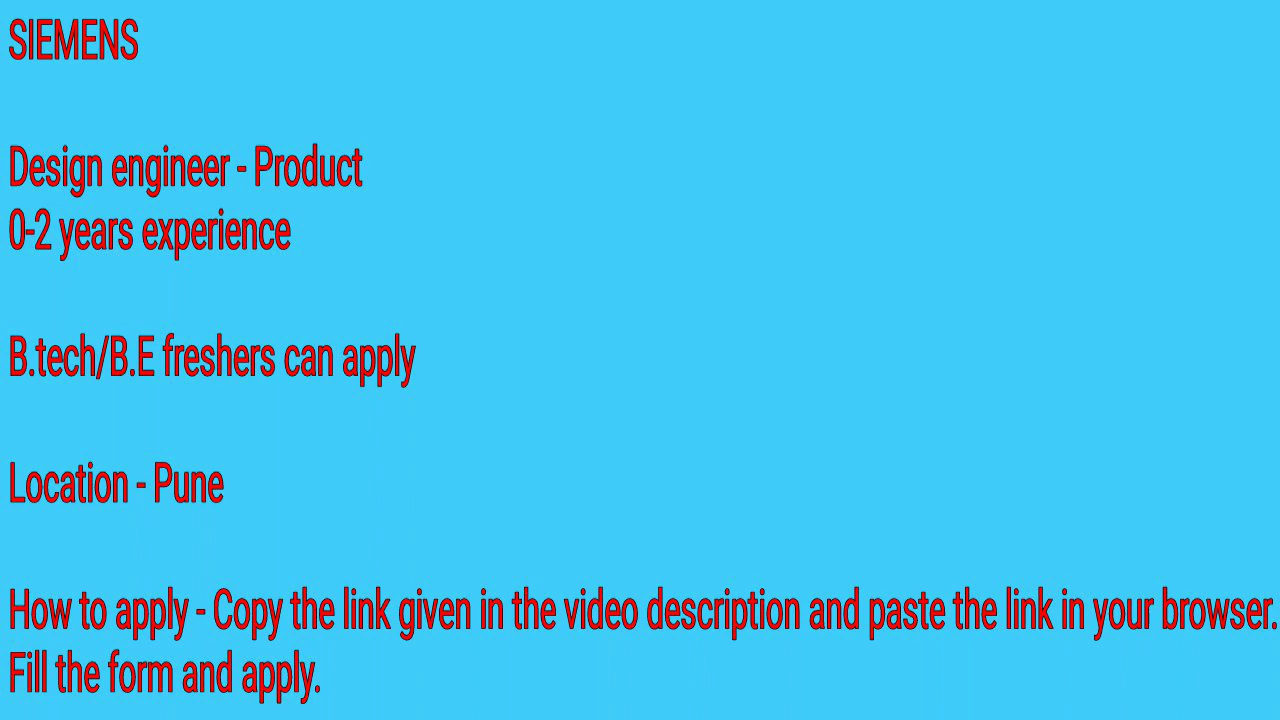 SIEMENS
Design engineer - Product
0-2 years experience
B.tech/B.E freshers can apply
Location - Pune
How to apply - Copy the link given in the video description and paste the link in your browser.
Fill the form and apply.